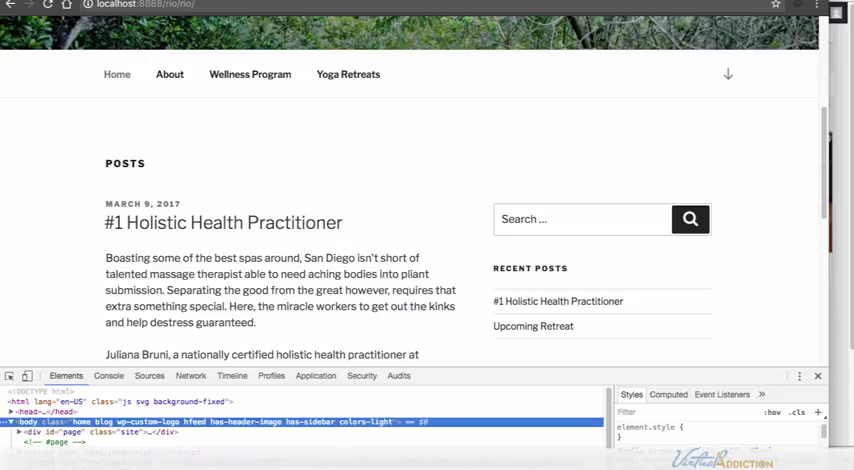 localhost:8888/rio/rio/
Home About Wellness Program Yoga Retreats
POSTS
MARCH 9, 2017
#1 Holistic Health Practitioner
Boasting some of the best spas around, San Diego isn't short of
talented massage therapist able to need aching bodies into pliant
submission. Separating the good from the great however, requires that
extra something special. Here, the miracle workers to get out the kinks
and help destress guaranteed.
Juliana Bruni, a nationally certified holistic health practitioner at
Search …
RECENT POSTS
#1 Holistic Health Practitioner
Upcoming Retreat
Elements Console Sources Network Timeline Profiles Application Security Audits
<!DOCTYPE html>
<html lang="en-US" class="js svg background-fixed">
<head>…</head>
<body class="home blog wp-custom-logo hfeed has-header-image has-sidebar colors-light"> == $0
<div id="page" class="site">…</div>
<!-- #page -->
Styles Computed Event Listeners »
Filter :hov .cls +
element.style {
}
VirtualAddiction